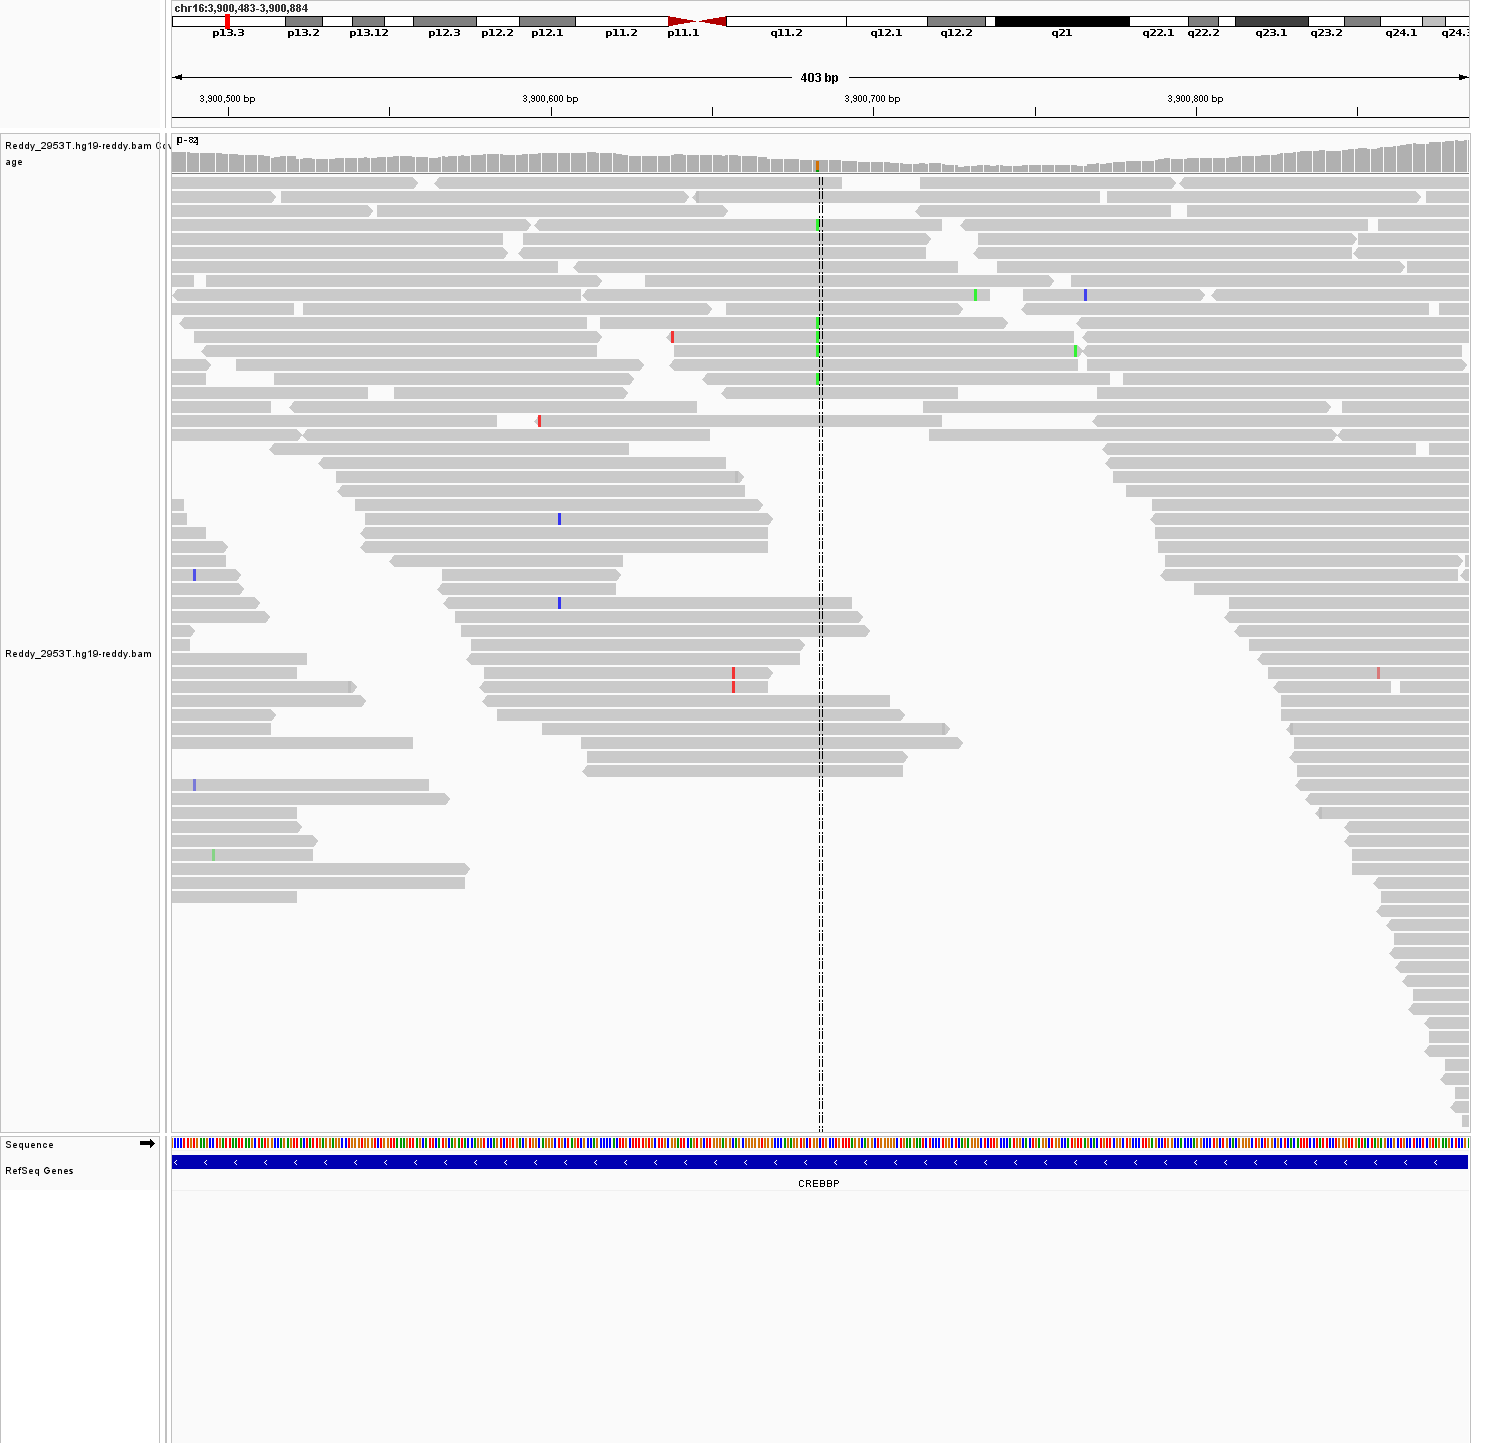 chr16:3,900,483-3,900,884
p13.3 p13.2 p13.12 p12.3 p12.2 p12.1 p11.2 p11.1 q11.2 q12.1 q12.2 q21 q22.1 q22.2 q23.1 q23.2 q24.1 q24.3
403 bp
3,900,500 bp 3,900,600 bp 3,900,700 bp 3,900,800 bp
[0 - 82]
Reddy_2953T.hg19-reddy.bam Cov
age
Reddy_2953T.hg19-reddy.bam
Sequence
RefSeq Genes
CREBBP